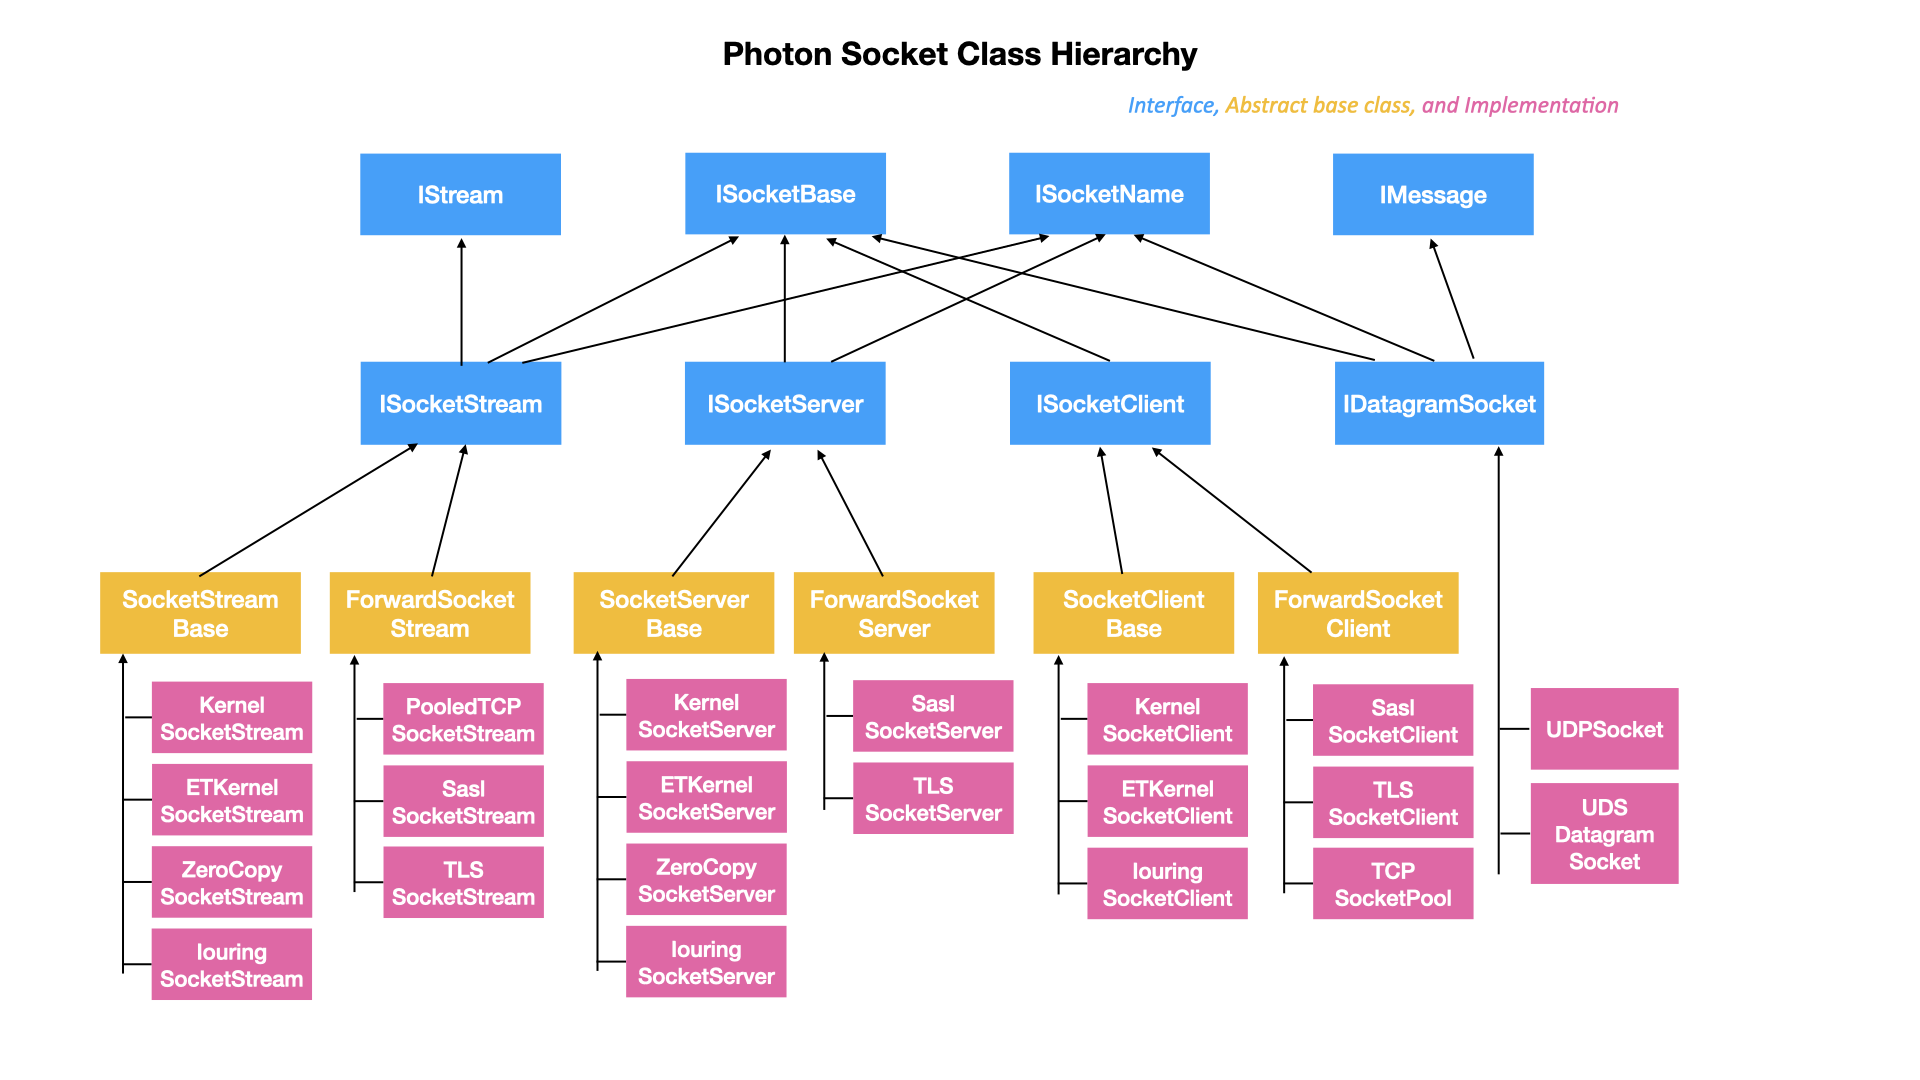 Photon Socket Class Hierarchy
Interface, Abstract base class, and Implementation
IStream
ISocketBase
ISocketName
IMessage
ISocketStream
ISocketServer
ISocketClient
IDatagramSocket
SocketStream
Base
ForwardSocket
Stream
SocketServer
Base
ForwardSocket
Server
SocketClient
Base
ForwardSocket
Client
Kernel
SocketStream
ETKernel
SocketStream
ZeroCopy
SocketStream
Iouring
SocketStream
PooledTCP
SocketStream
Sasl
SocketStream
TLS
SocketStream
Kernel
SocketServer
ETKernel
SocketServer
ZeroCopy
SocketServer
Iouring
SocketServer
Sasl
SocketServer
TLS
SocketServer
Kernel
SocketClient
ETKernel
SocketClient
Iouring
SocketClient
Sasl
SocketClient
TLS
SocketClient
TCP
SocketPool
UDPSocket
UDS
Datagram
Socket